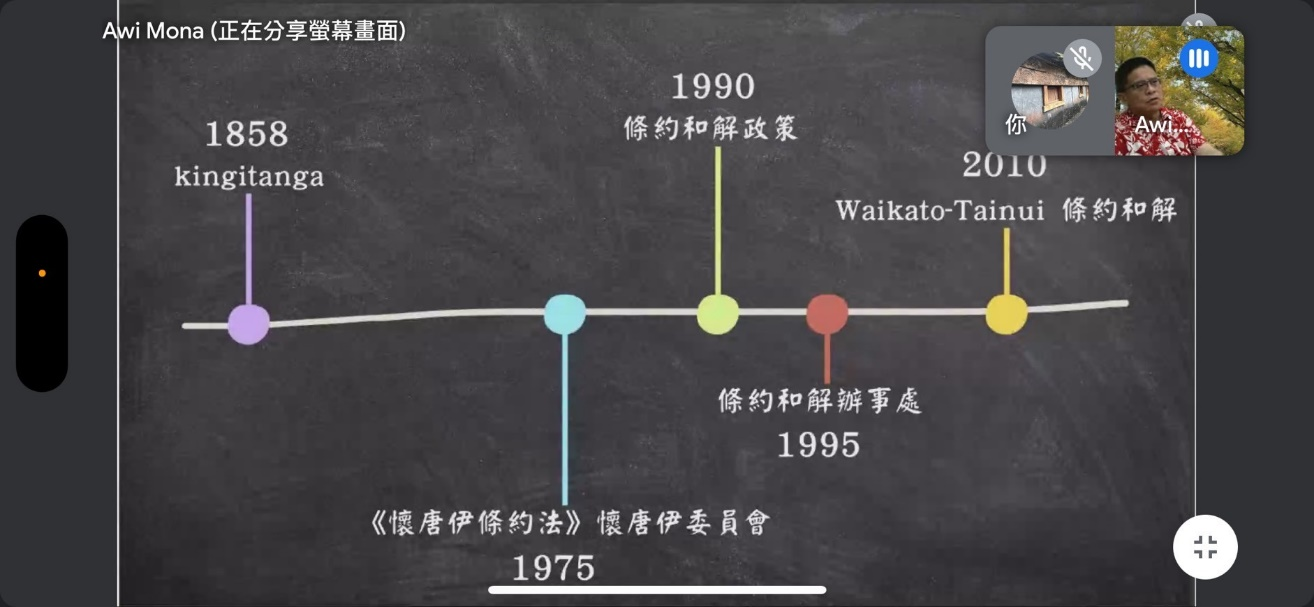 Awi Mona (正在分享螢幕畫面)
你
Awi...
1858
kingitanga
1990
條約和解政策
2010
Waikato-Tainui 條約和解
條約和解辦事處
1995
《懷唐伊條約法》懷唐伊委員會
1975